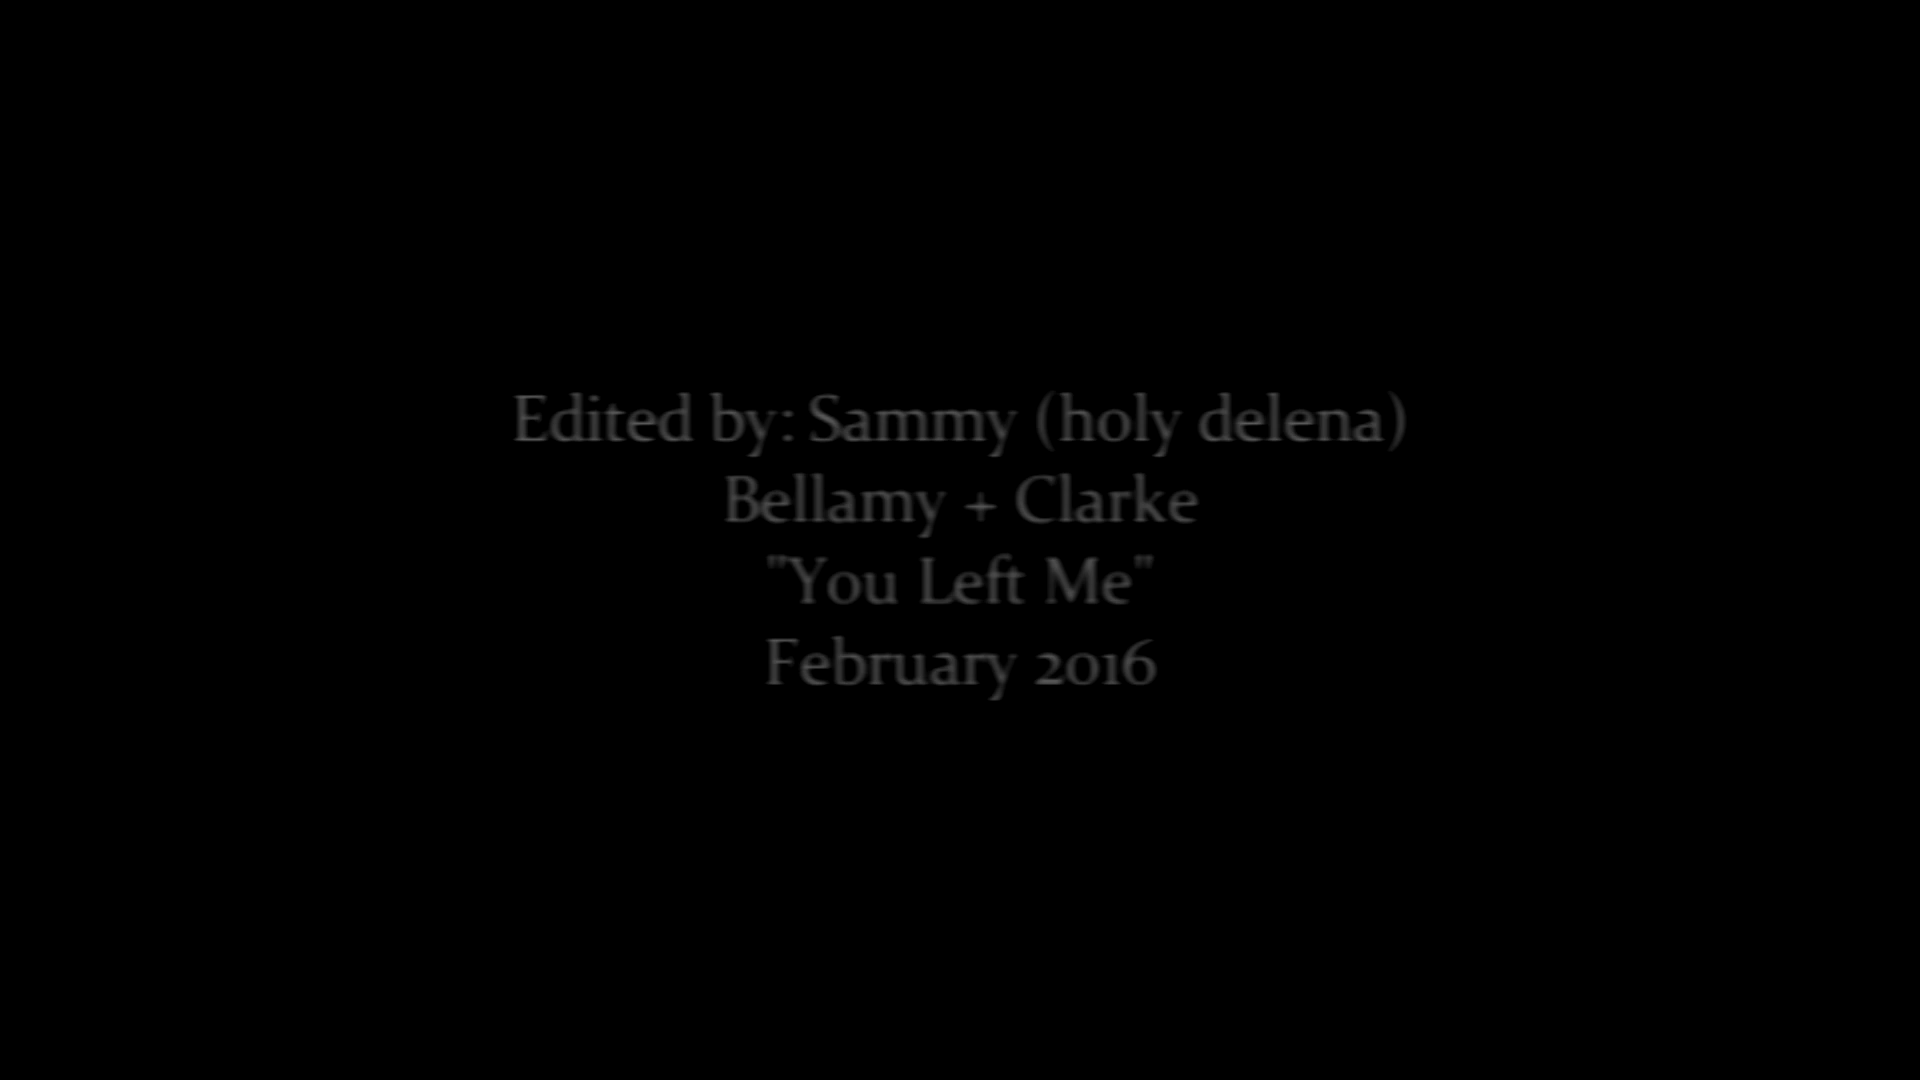 Edited by: Sammy (holy delena)
Bellamy + Clarke
"You Left Me"
February 2016